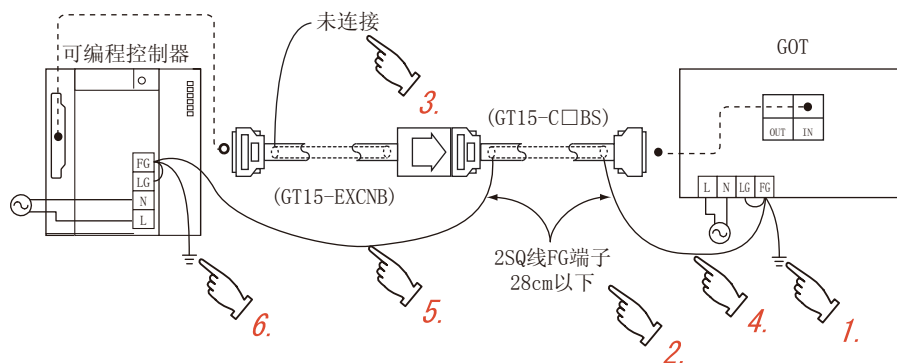 未连接
可编程控制器
GOT
3.
(GT15-C□BS)
OUT
IN
FG
LG
N
L
(GT15-EXCNB)
L
N
LG
FG
2SQ线FG端子
28cm以下
6.
5.
2.
4.
1.